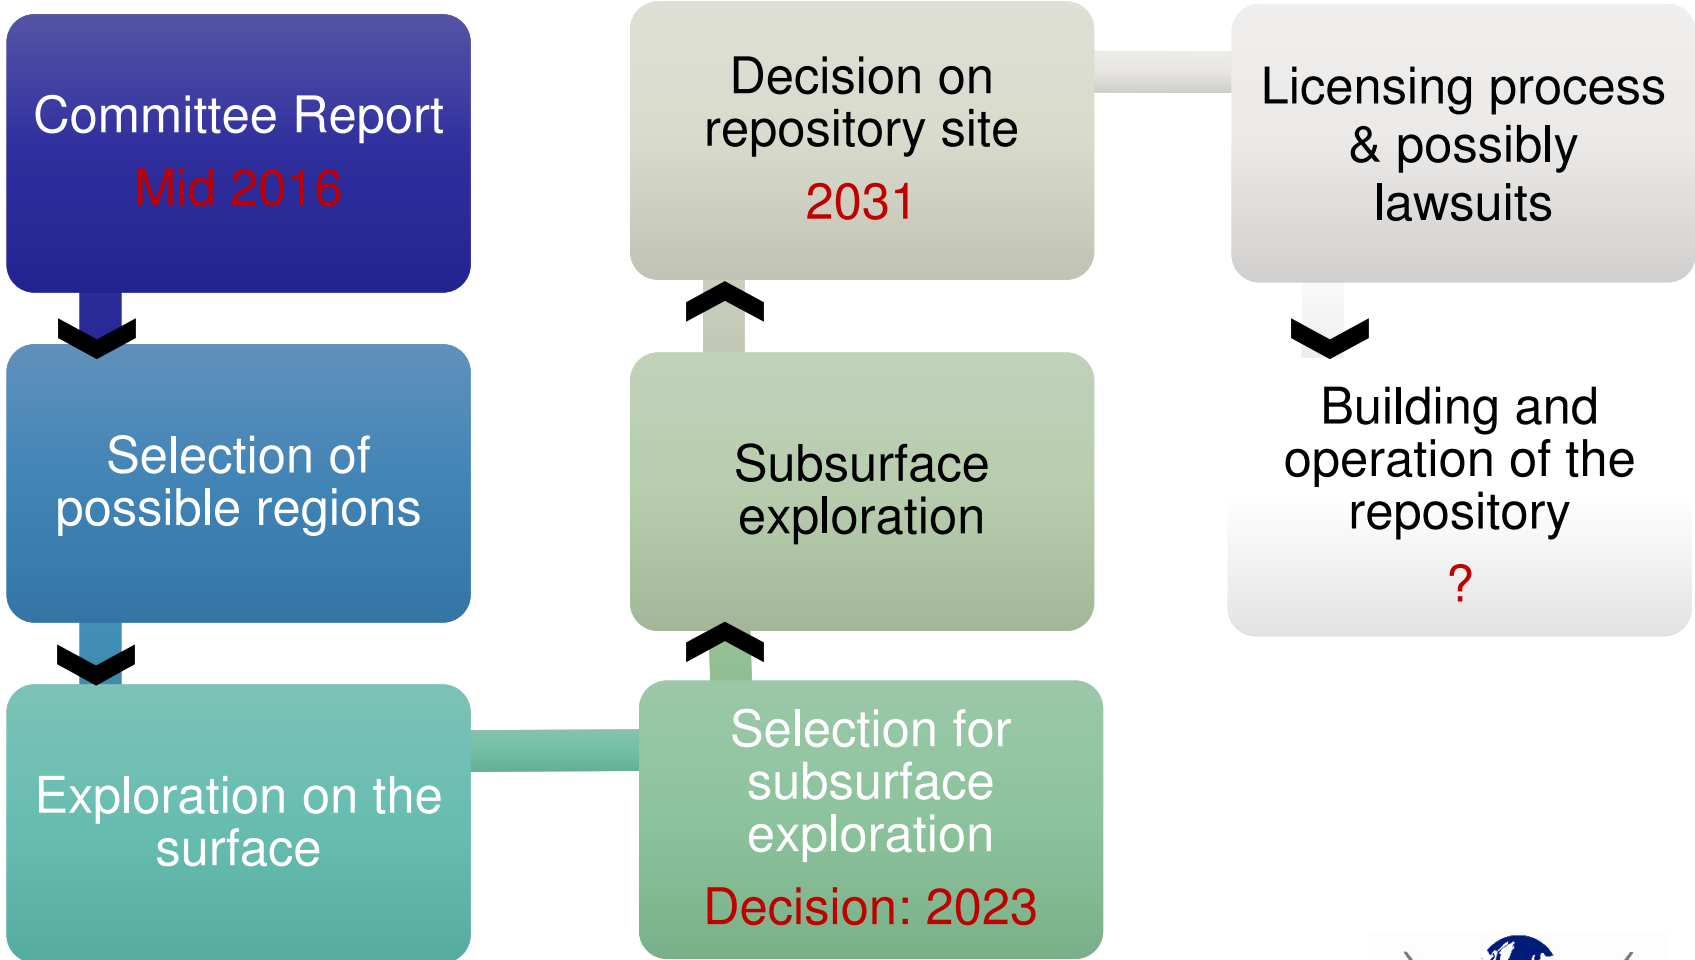 Committee Report
Mid 2016
Selection of
possible regions
Exploration on the
surface
Selection for
subsurface
exploration
Decision: 2023
Subsurface
exploration
Decision on
repository site
2031
Licensing process
& possibly
lawsuits
Building and
operation of the
repository
?